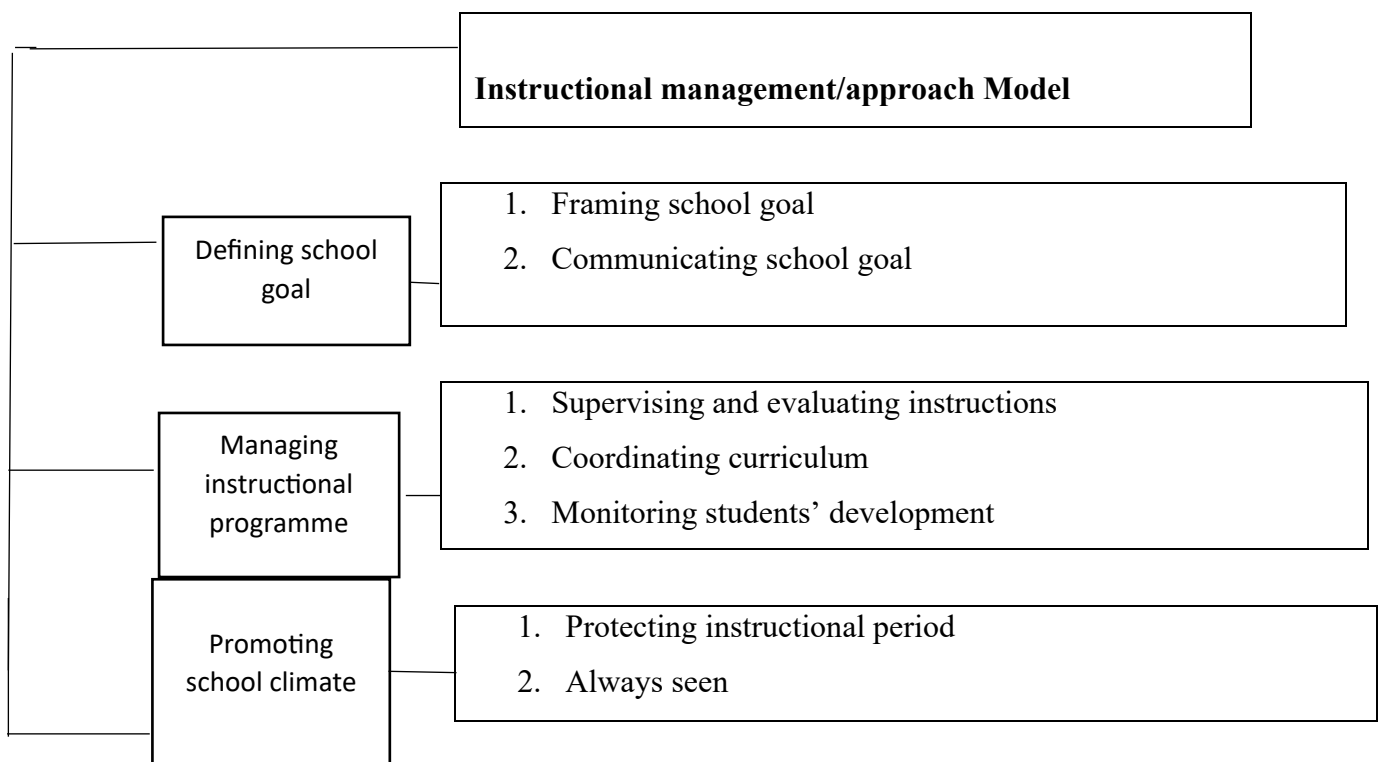 Instructional management/approach Model
Defining school
goal
1. Framing school goal
2. Communicating school goal
Managing
instructional
programme
1. Supervising and evaluating instructions
2. Coordinating curriculum
3. Monitoring students’ development
Promoting
school climate
1. Protecting instructional period
2. Always seen